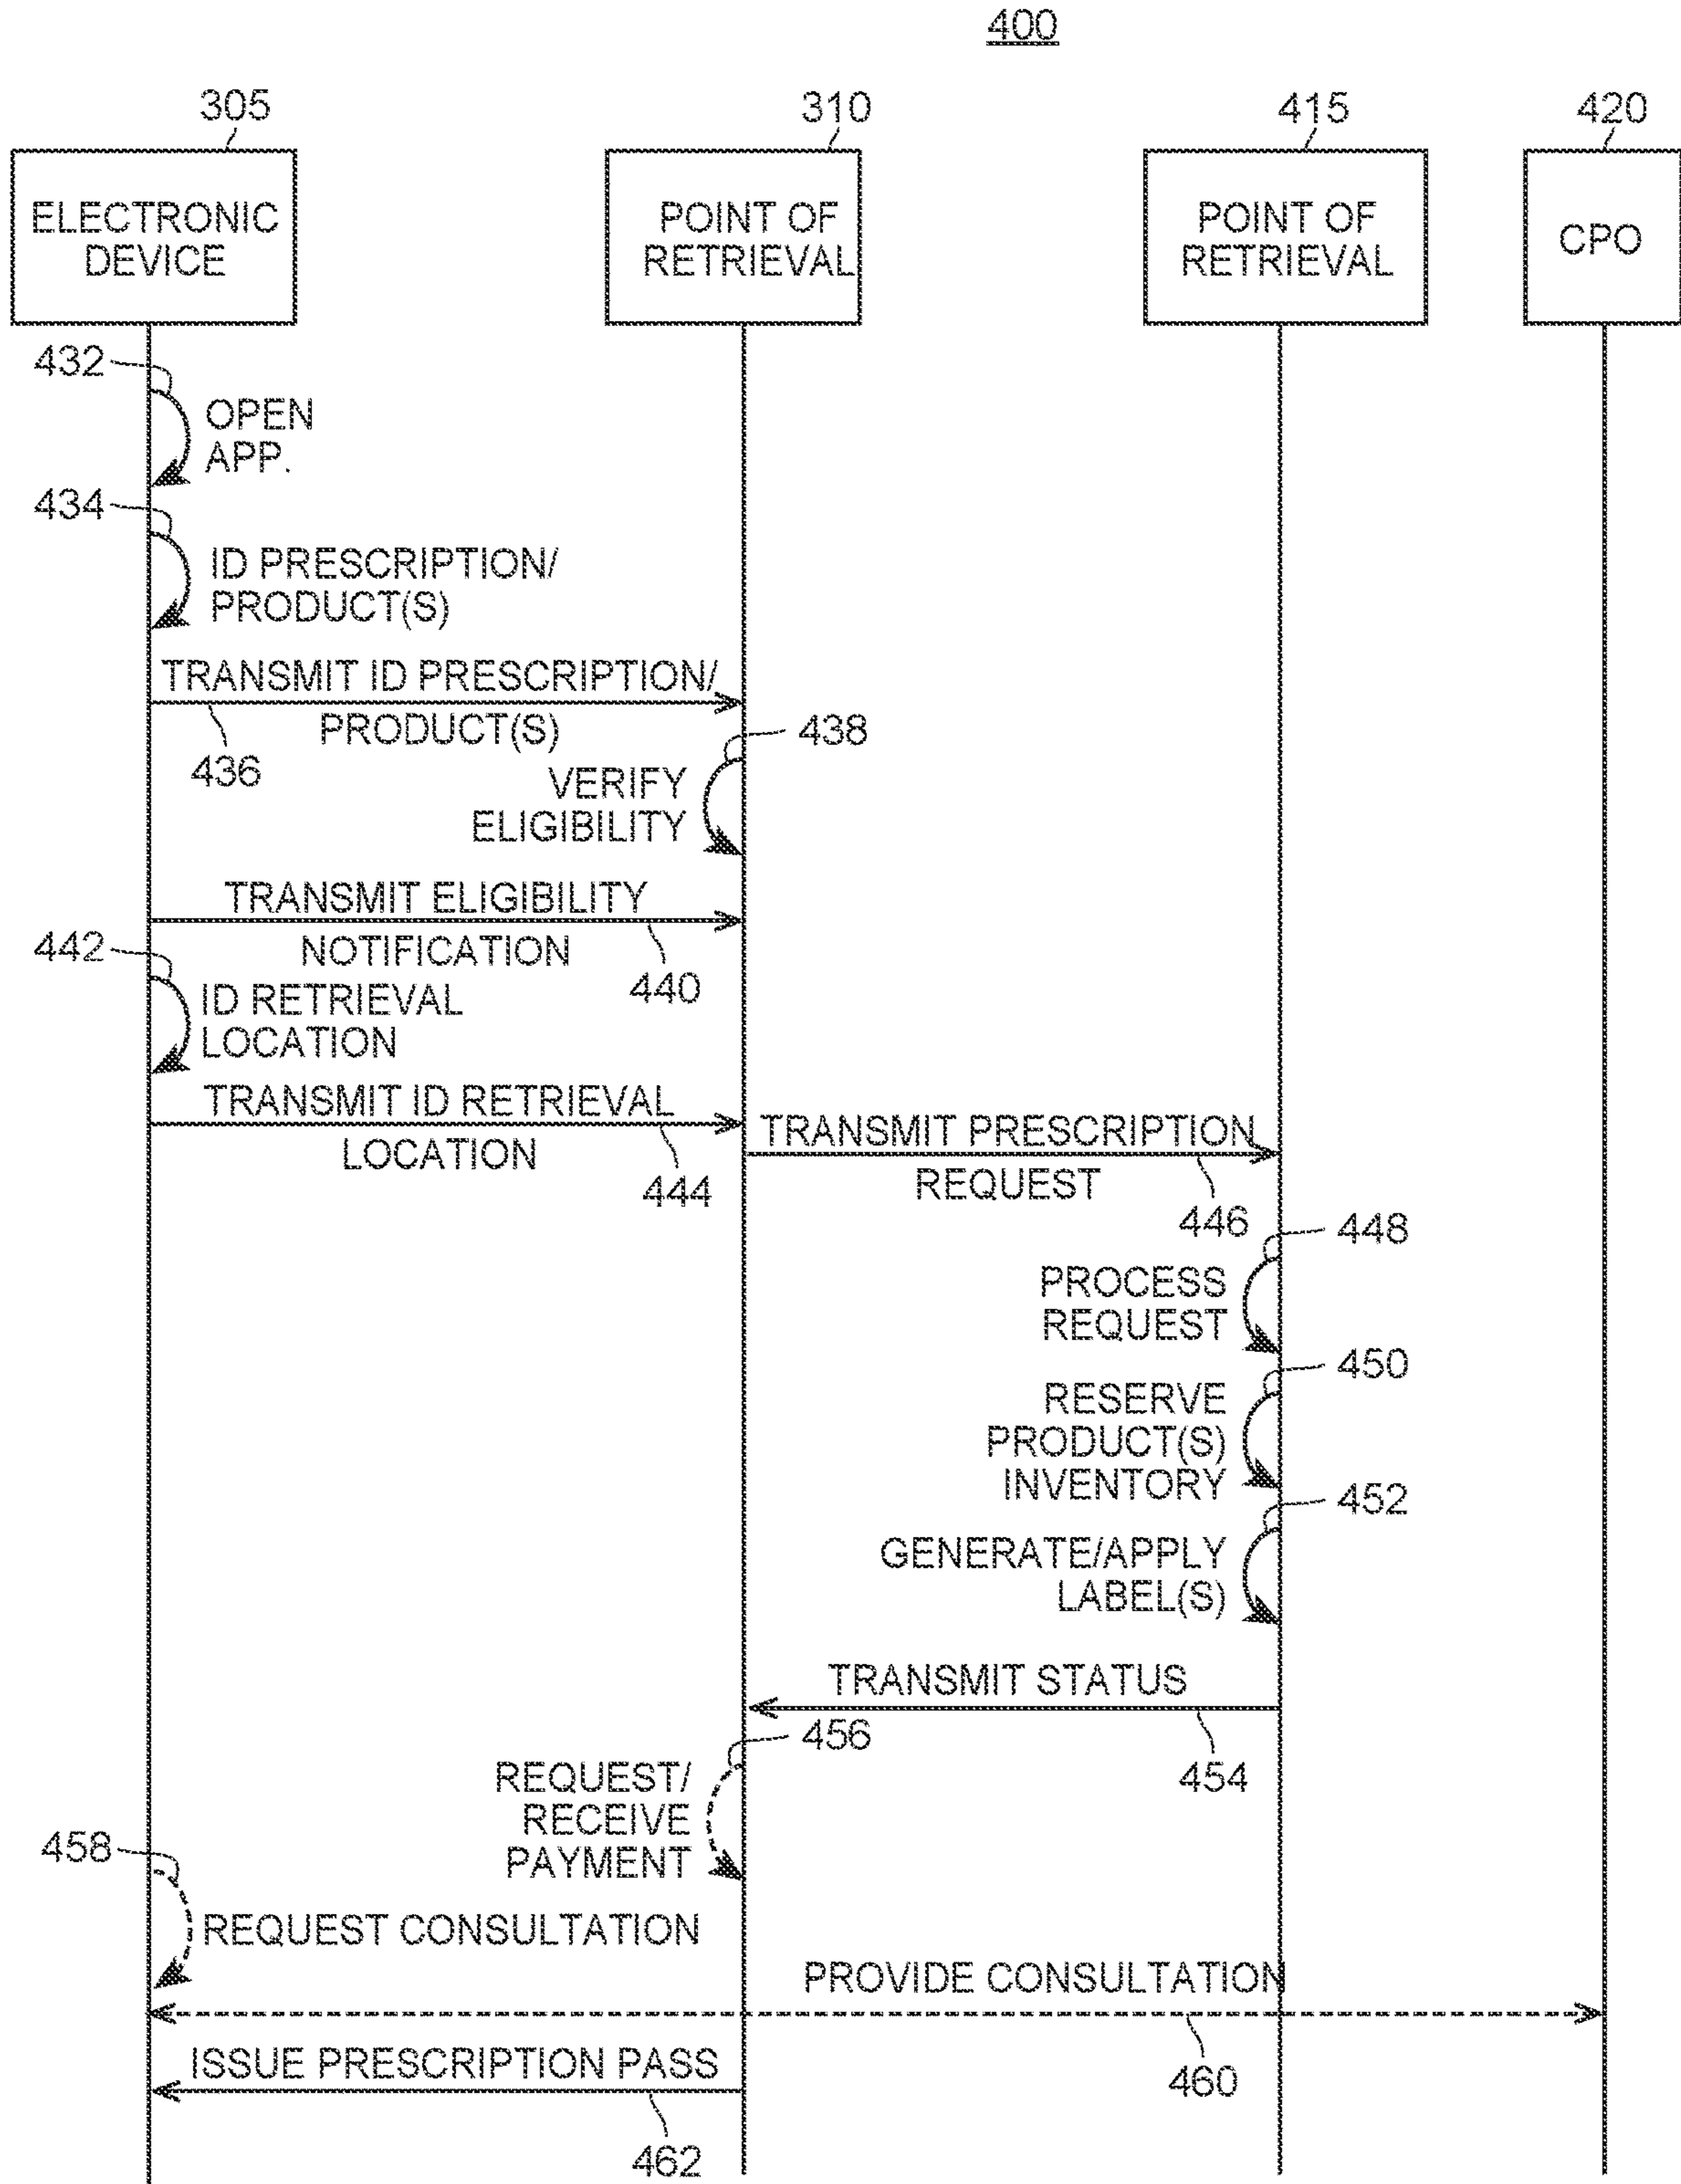 400
305
310
415
420
ELECTRONIC
DEVICE
POINT OF
RETRIEVAL
POINT OF
RETRIEVAL
CPO
432
OPEN
APP.
434
ID PRESCRIPTION/
PRODUCT(S)
TRANSMIT ID PRESCRIPTION/
PRODUCT(S)
436
438
VERIFY
ELIGIBILITY
TRANSMIT ELIGIBILITY
NOTIFICATION
440
442
ID RETRIEVAL
LOCATION
TRANSMIT ID RETRIEVAL
LOCATION
444
TRANSMIT PRESCRIPTION
REQUEST
446
448
PROCESS
REQUEST
450
RESERVE
PRODUCT(S)
INVENTORY
452
GENERATE/APPLY
LABEL(S)
TRANSMIT STATUS
454
456
REQUEST/
RECEIVE
PAYMENT
458
REQUEST CONSULTATION
PROVIDE CONSULTATION
460
ISSUE PRESCRIPTION PASS
462